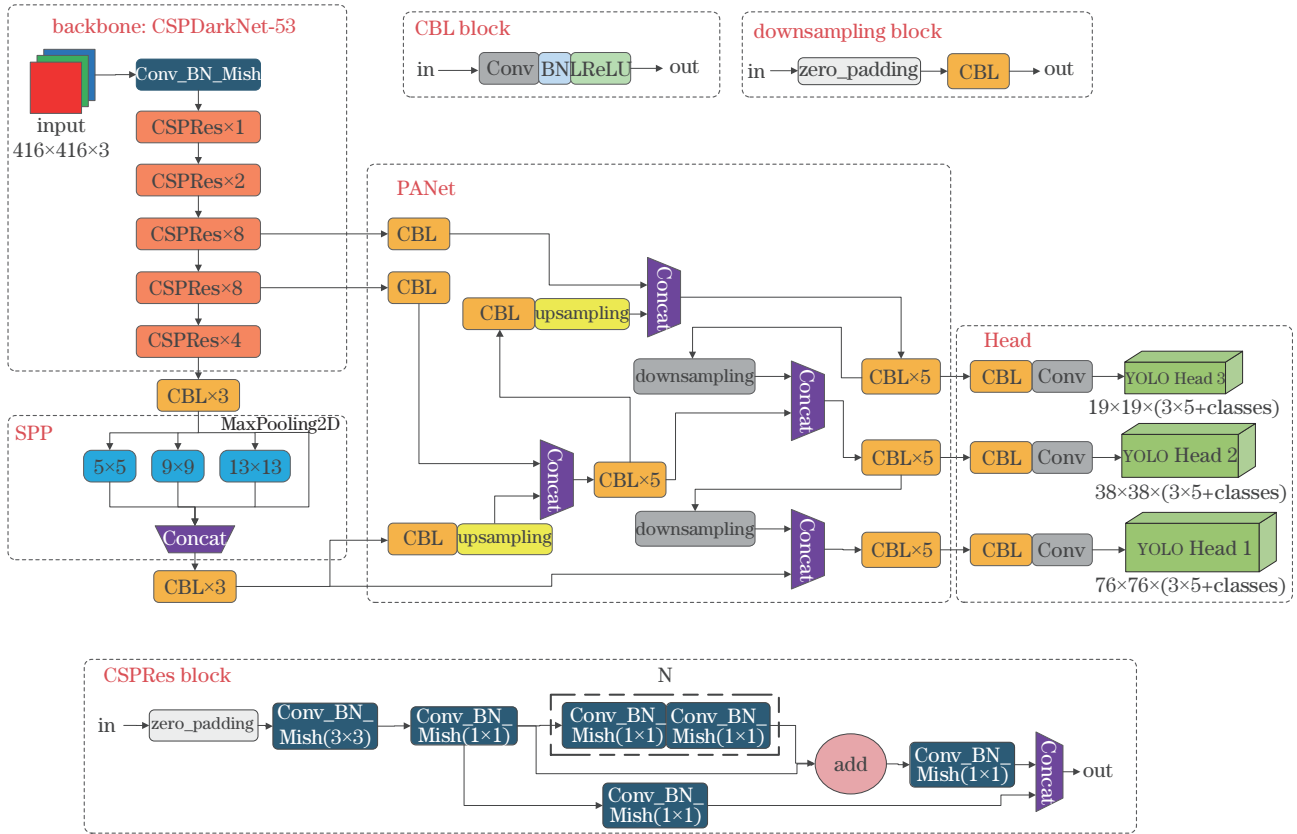 backbone: CSPDarkNet-53
Conv_BN_Mish
input
416×416×3
CSPRes×1
CSPRes×2
CSPRes×8
CSPRes×8
CSPRes×4
CBL×3
CBL block
in
Conv
BN
LReLU
out
downsampling block
in
zero_padding
CBL
out
SPP
MaxPooling2D
5×5
9×9
13×13
Concat
CBL×3
PANet
CBL
CBL
CBL
upsampling
Concat
downsampling
Concat
CBL×5
Concat
CBL×5
CBL×5
CBL
upsampling
downsampling
Concat
CBL×5
Head
CBL
Conv
YOLO Head 3
19×19×(3×5+classes)
CBL
Conv
YOLO Head 2
38×38×(3×5+classes)
CBL
Conv
YOLO Head 1
76×76×(3×5+classes)
CSPRes block
N
in
zero_padding
Conv_BN_
Mish(3×3)
Conv_BN_
Mish(1×1)
Conv_BN_
Mish(1×1)
Conv_BN_
Mish(1×1)
add
Conv_BN_
Mish(1×1)
Conv_BN_
Mish(1×1)
Concat
out